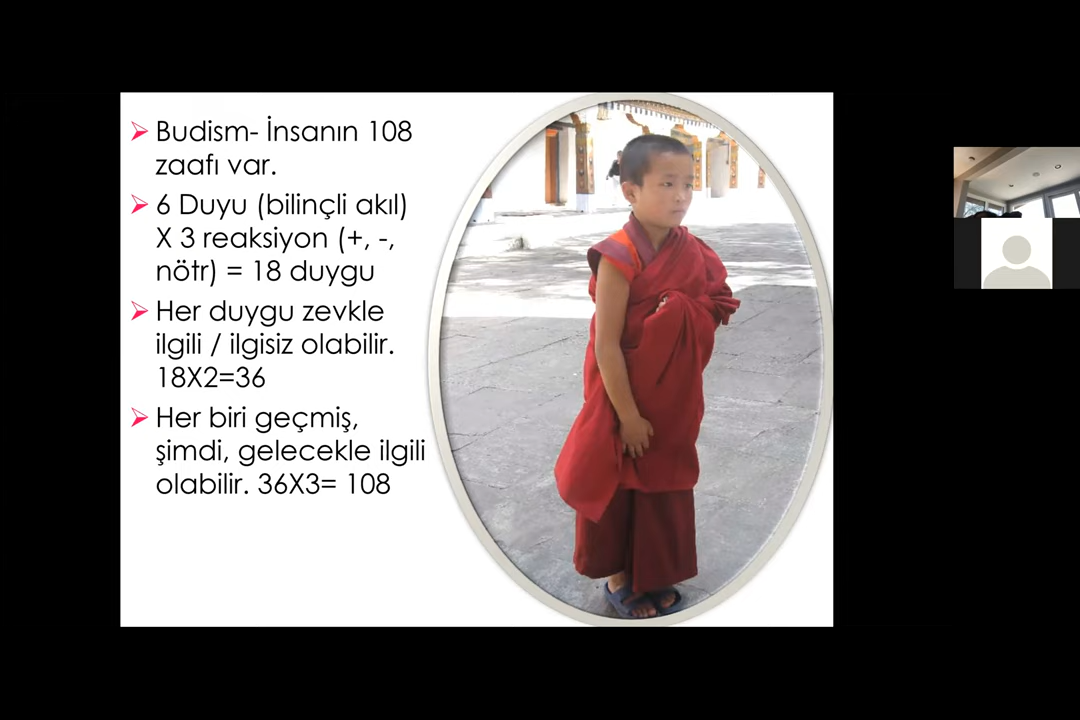 Budism- İnsanın 108
zaafı var.
6 Duyu (bilinçli akıl)
X 3 reaksiyon (+, -,
nötr) = 18 duygu
Her duygu zevkle
ilgili / ilgisiz olabilir.
18X2=36
Her biri geçmiş,
şimdi, gelecekle ilgili
olabilir. 36X3= 108